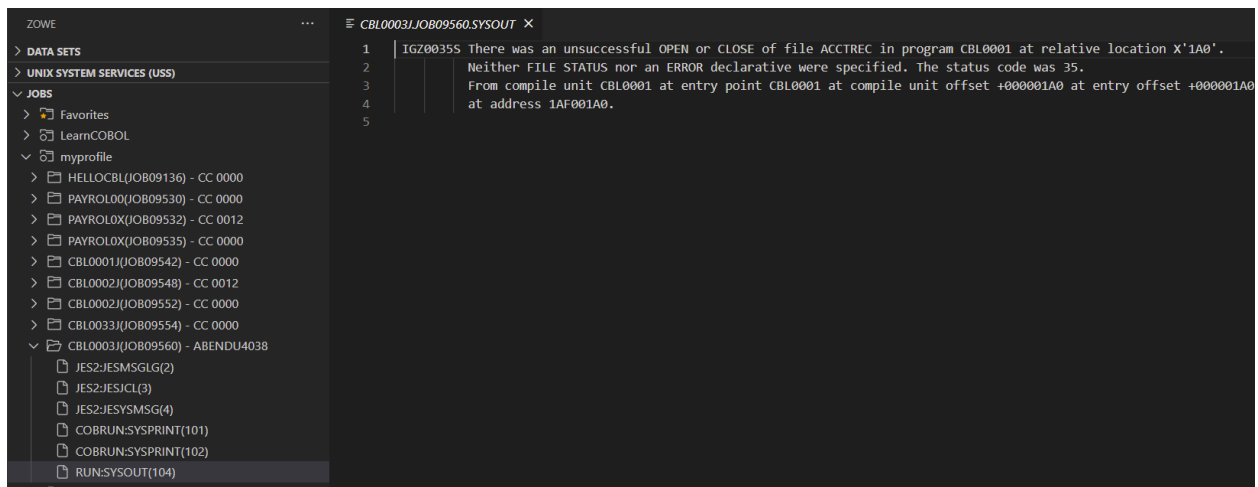 ZOWE
...
CBL0003J.JOB09560.SYSOUT
DATA SETS
UNIX SYSTEM SERVICES (USS)
JOBS
Favorites
LearnCOBOL
myprofile
HELLOCBL(JOB09136) - CC 0000
PAYROL00(JOB09530) - CC 0000
PAYROL0X(JOB09532) - CC 0012
PAYROL0X(JOB09535) - CC 0000
CBL0001J(JOB09542) - CC 0000
CBL0002J(JOB09548) - CC 0012
CBL0002J(JOB09552) - CC 0000
CBL0033J(JOB09554) - CC 0000
CBL0003J(JOB09560) - ABENDU4038
JES2:JESMSGLG(2)
JES2:JESJCL(3)
JES2:JESYSMSG(4)
COBRUN:SYSPRINT(101)
COBRUN:SYSPRINT(102)
RUN:SYSOUT(104)
1 IGZ0035S There was an unsuccessful OPEN or CLOSE of file ACCTREC in program CBL0001 at relative location X'1A0'.
2 Neither FILE STATUS nor an ERROR declarative were specified. The status code was 35.
3 From compile unit CBL0001 at entry point CBL0001 at compile unit offset +000001A0 at entry offset +000001A0
4 at address 1AF001A0.
5